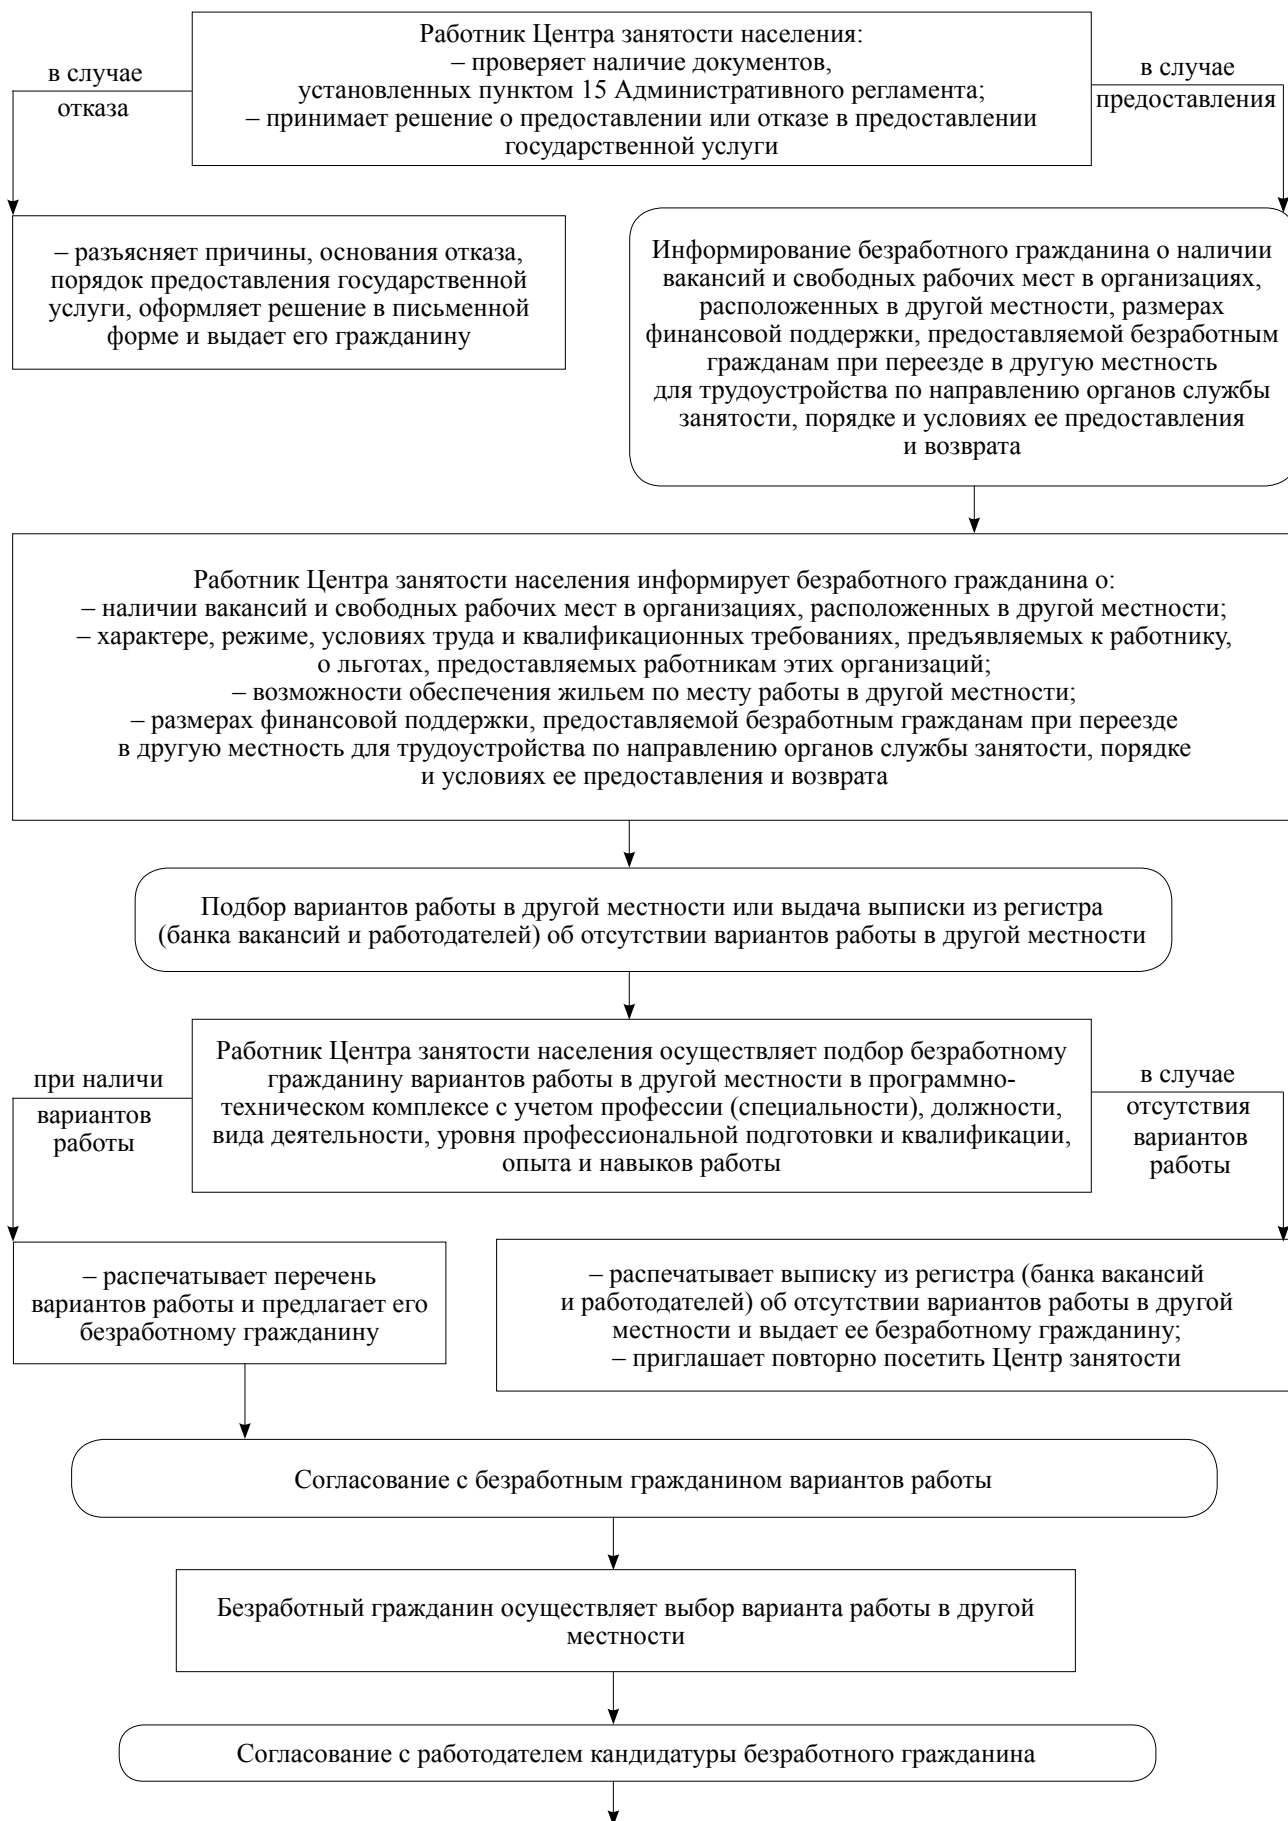 Работник Центра занятости населения:
– проверяет наличие документов,
установленных пунктом 15 Административного регламента;
– принимает решение о предоставлении или отказе в предоставлении
государственной услуги
в случае
отказа
в случае
предоставления
– разъясняет причины, основания отказа,
порядок предоставления государственной
услуги, оформляет решение в письменной
форме и выдает его гражданину
Информирование безработного гражданина о наличии
вакансий и свободных рабочих мест в организациях,
расположенных в другой местности, размерах
финансовой поддержки, предоставляемой безработным
гражданам при переезде в другую местность
для трудоустройства по направлению органов службы
занятости, порядке и условиях ее предоставления
и возврата
Работник Центра занятости населения информирует безработного гражданина о:
– наличии вакансий и свободных рабочих мест в организациях, расположенных в другой местности;
– характере, режиме, условиях труда и квалификационных требованиях, предъявляемых к работнику,
о льготах, предоставляемых работникам этих организаций;
– возможности обеспечения жильем по месту работы в другой местности;
– размерах финансовой поддержки, предоставляемой безработным гражданам при переезде
в другую местность для трудоустройства по направлению органов службы занятости, порядке
и условиях ее предоставления и возврата
Подбор вариантов работы в другой местности или выдача выписки из регистра
(банка вакансий и работодателей) об отсутствии вариантов работы в другой местности
Работник Центра занятости населения осуществляет подбор безработному
гражданину вариантов работы в другой местности в программно-
техническом комплексе с учетом профессии (специальности), должности,
вида деятельности, уровня профессиональной подготовки и квалификации,
опыта и навыков работы
при наличи
вариантов
работы
в случае
отсутствия
вариантов
работы
– распечатывает перечень
вариантов работы и предлагает его
безработному гражданину
– распечатывает выписку из регистра (банка вакансий
и работодателей) об отсутствии вариантов работы в другой
местности и выдает ее безработному гражданину;
– приглашает повторно посетить Центр занятости
Согласование с безработным гражданином вариантов работы
Безработный гражданин осуществляет выбор варианта работы в другой
местности
Согласование с работодателем кандидатуры безработного гражданина